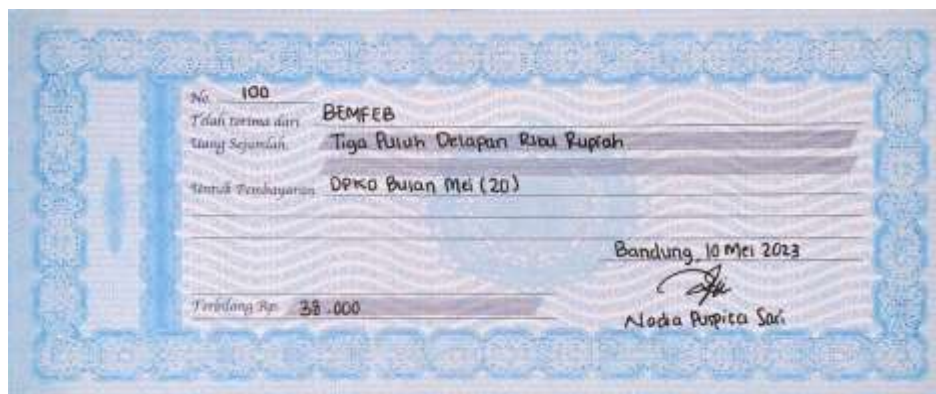 No. 100
Telah terima dari BEMFEB
Uang Sejumlah Tiga Puluh Delapan Ribu Rupiah
Untuk Pembayaran DPKO Bulan Mei (20)
Bandung, 10 Mei 2023
Terbilang Rp. 38.000
Nadia Puspita Sari